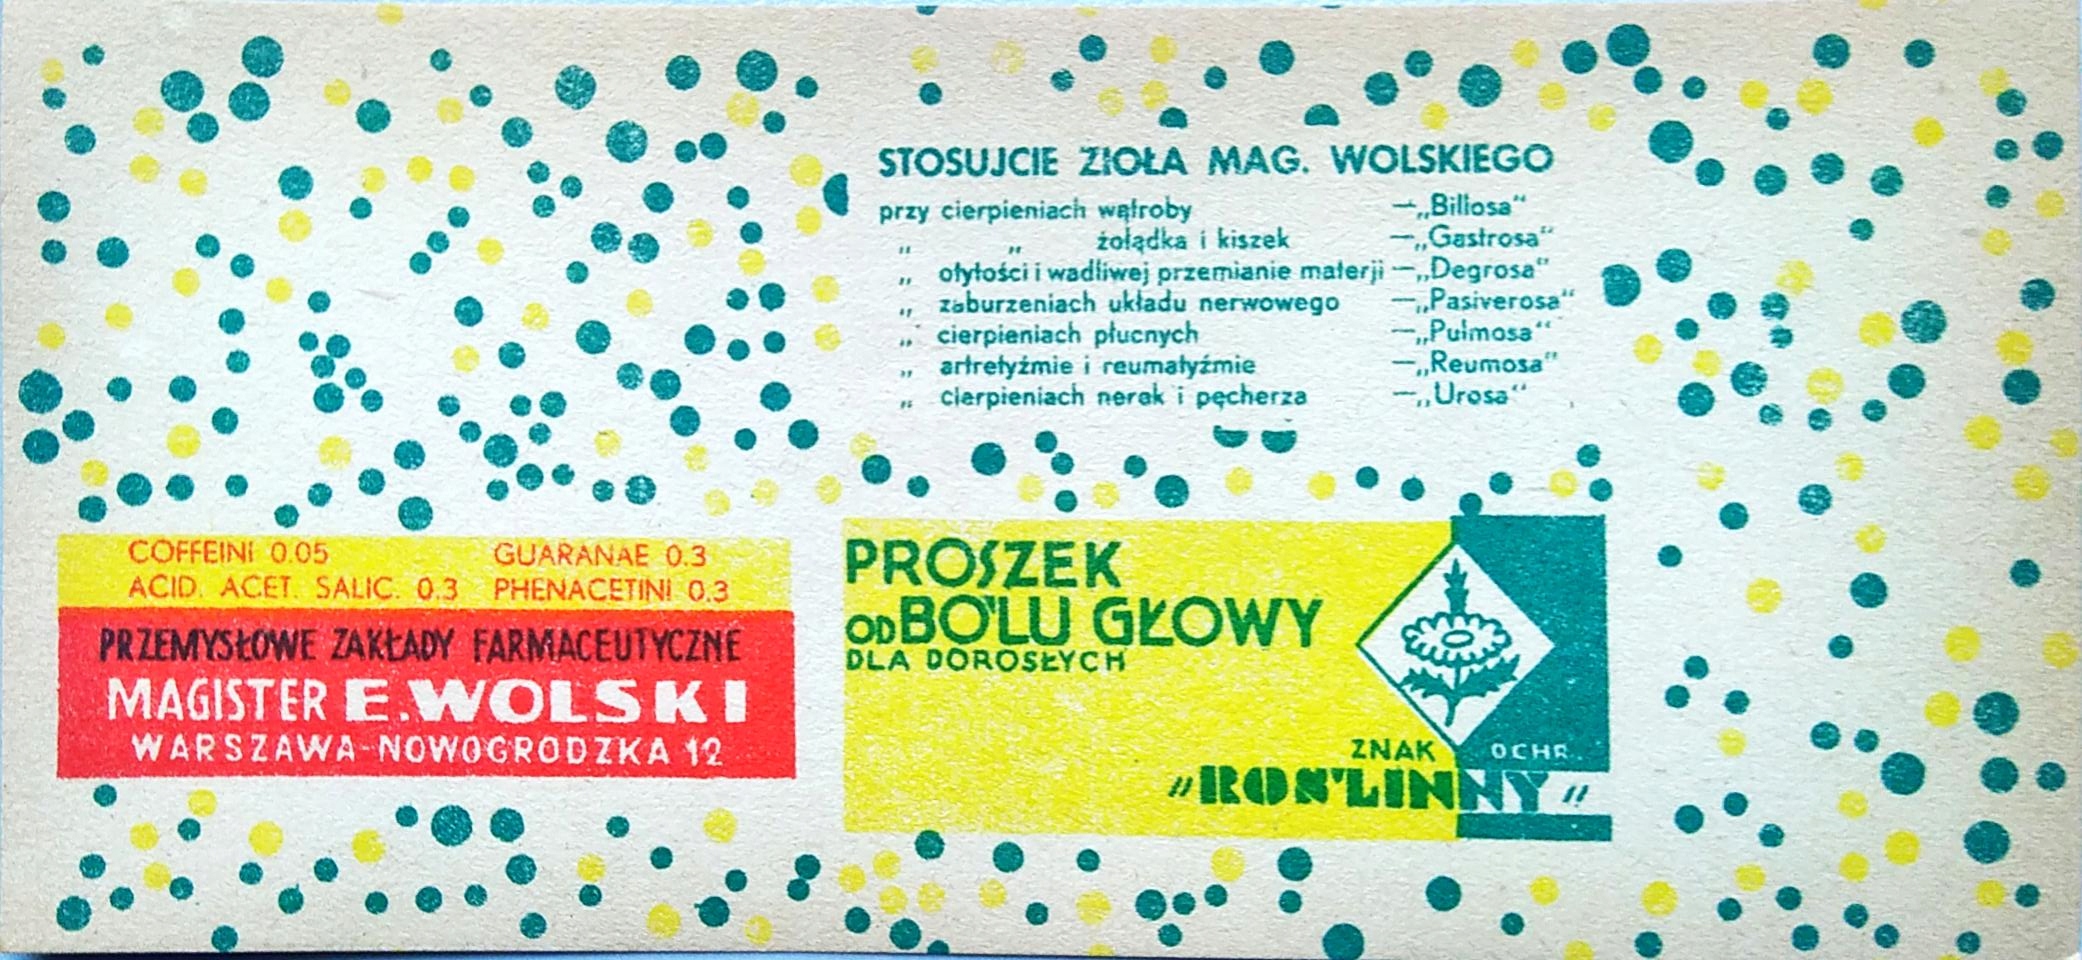 STOSUJCIE ZIOŁA MAG. WOLSKIEGO
przy cierpieniach wątroby —„Billosa“
„ „ żołądka i kiszek —„Gastrosa“
„ otyłości i wadliwej przemianie materji —„Degrosa“
„ zaburzeniach układu nerwowego —„Pasiverosa“
„ cierpieniach płucnych —„Pulmosa“
„ artretyźmie i reumatyźmie —„Reumosa“
„ cierpieniach nerek i pęcherza —„Urosa“
COFFEINI 0.05 GUARANAE 0.3
ACID. ACET. SALIC. 0.3 PHENACETINI 0.3
PRZEMYSŁOWE ZAKŁADY FARMACEUTYCZNE
MAGISTER E.WOLSKI
WARSZAWA-NOWOGRODZKA 12
PROSZEK
OD BÓLU GŁOWY
DLA DOROSŁYCH
ZNAK OCHR.
"ROŚLINNY"